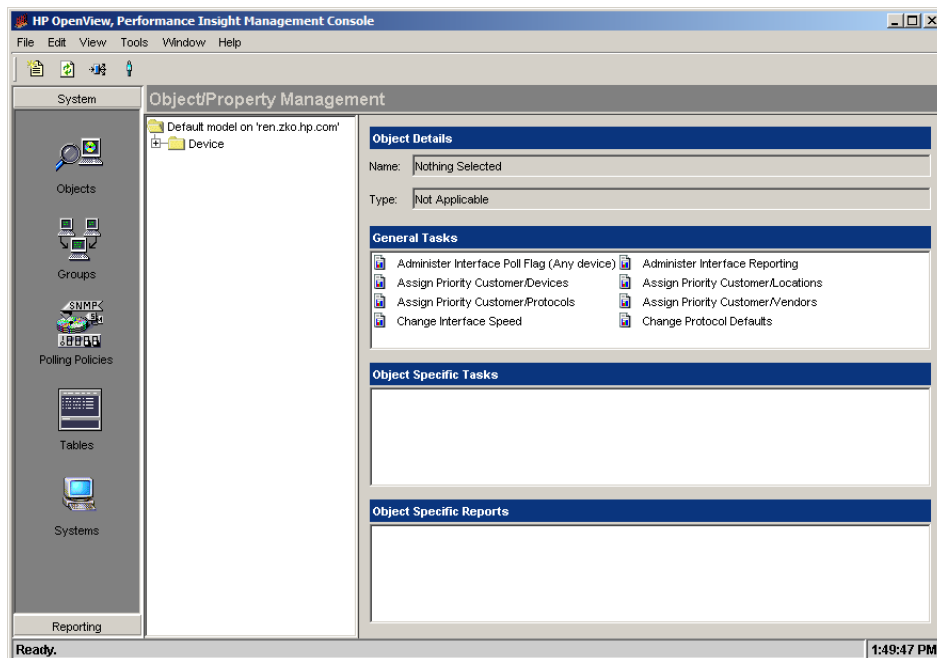 HP OpenView, Performance Insight Management Console
File Edit View Tools Window Help
System
Object/Property Management
Objects
Groups
SNMP
Polling Policies
Tables
Systems
Reporting
Default model on 'ren.zko.hp.com'
Device
Object Details
Name: Nothing Selected
Type: Not Applicable
General Tasks
Administer Interface Poll Flag (Any device) Administer Interface Reporting
Assign Priority Customer/Devices Assign Priority Customer/Locations
Assign Priority Customer/Protocols Assign Priority Customer/Vendors
Change Interface Speed Change Protocol Defaults
Object Specific Tasks
Object Specific Reports
Ready. 1:49:47 PM